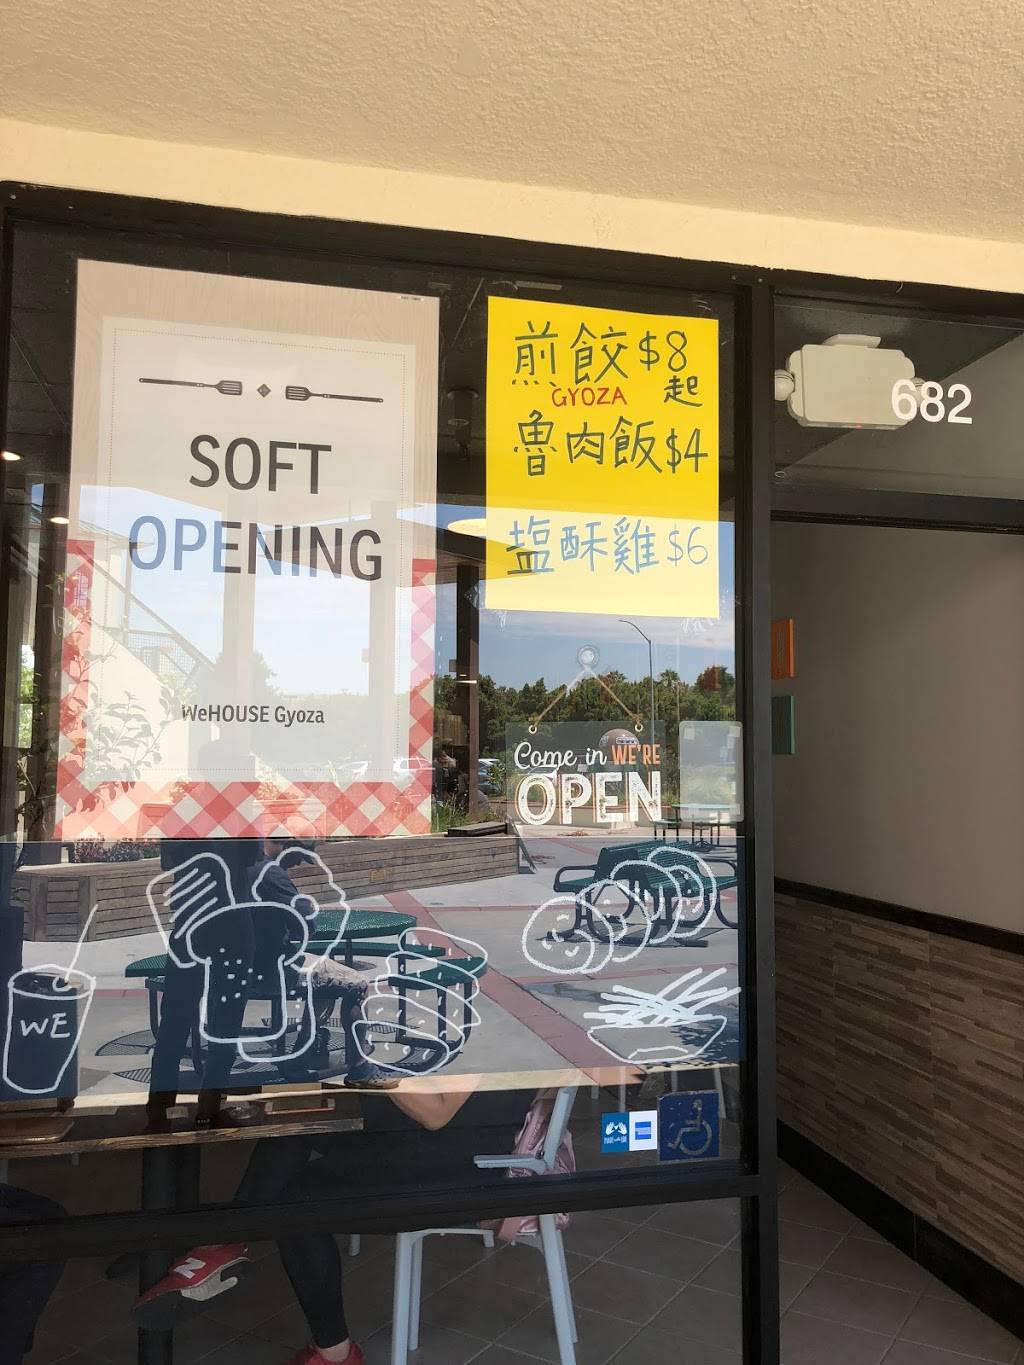 SOFT
OPENING
WeHOUSE Gyoza
煎餃$8
起
GYOZA
魯肉飯$4
塩酥雞$6
682
Come in WE'RE
OPEN
WE